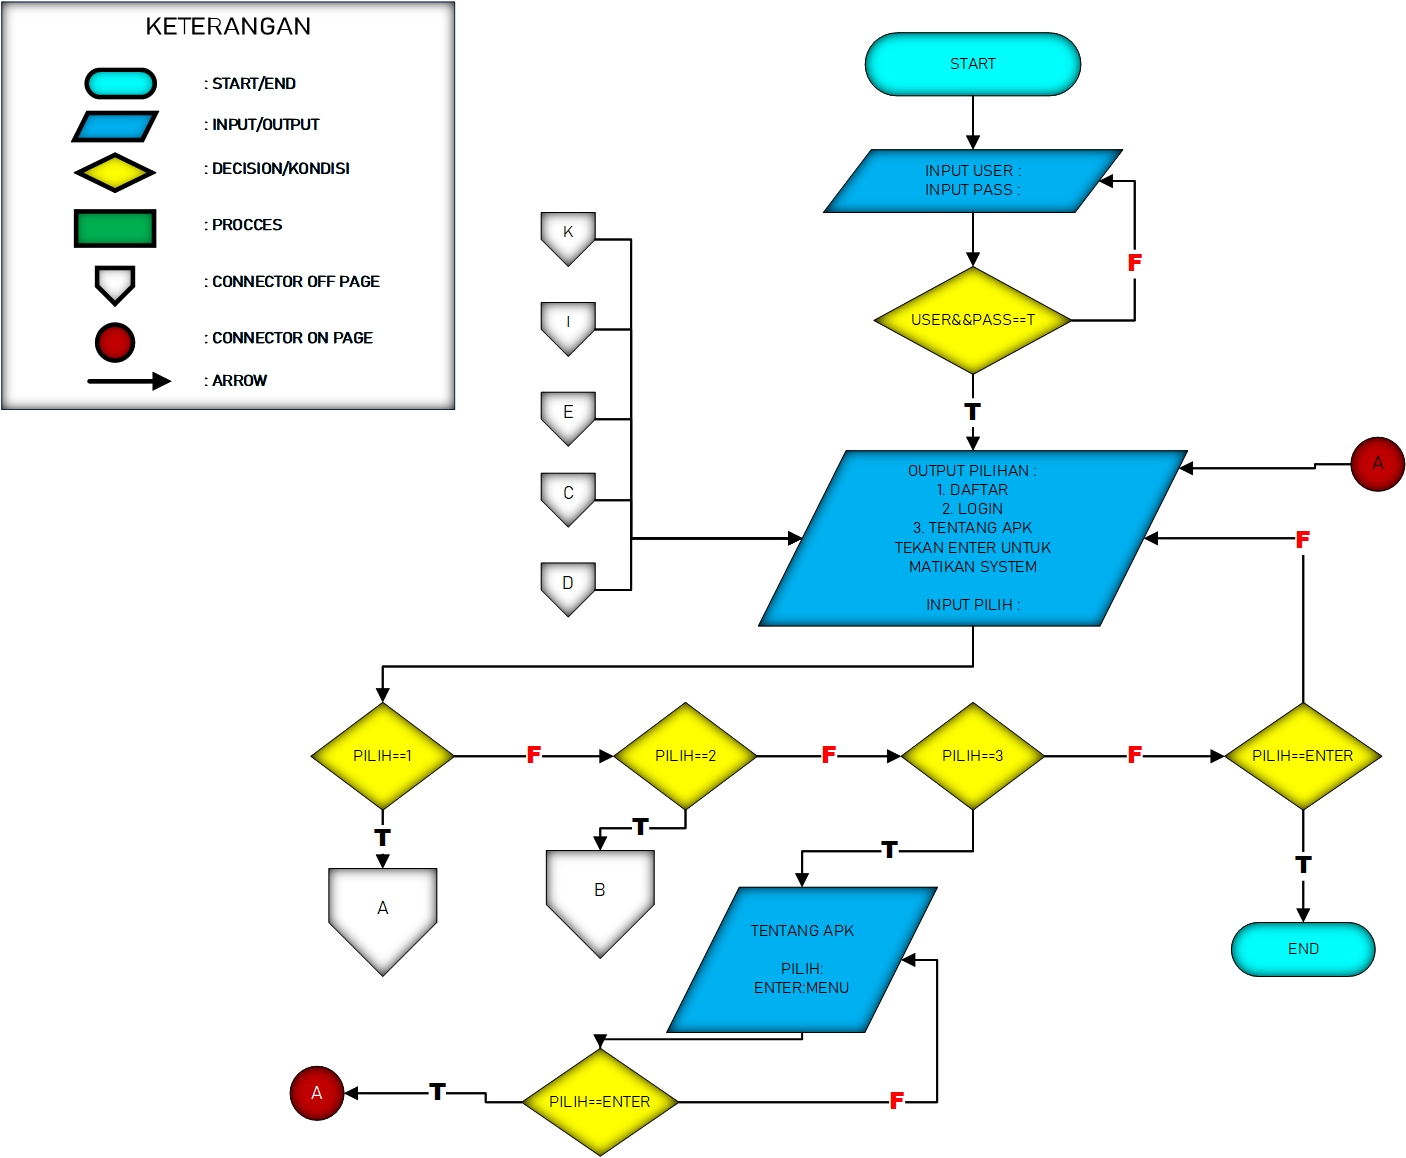 KETERANGAN
: START/END
: INPUT/OUTPUT
: DECISION/KONDISI
: PROCCES
: CONNECTOR OFF PAGE
: CONNECTOR ON PAGE
: ARROW
START
INPUT USER :
INPUT PASS :
F
USER&&PASS==T
T
K
I
E
C
D
OUTPUT PILIHAN :
1. DAFTAR
2. LOGIN
3. TENTANG APK
TEKAN ENTER UNTUK
MATIKAN SYSTEM
INPUT PILIH :
A
F
PILIH==1
F
PILIH==2
F
PILIH==3
F
PILIH==ENTER
T
T
T
T
A
B
TENTANG APK
PILIH:
ENTER:MENU
END
A
T
PILIH==ENTER
F